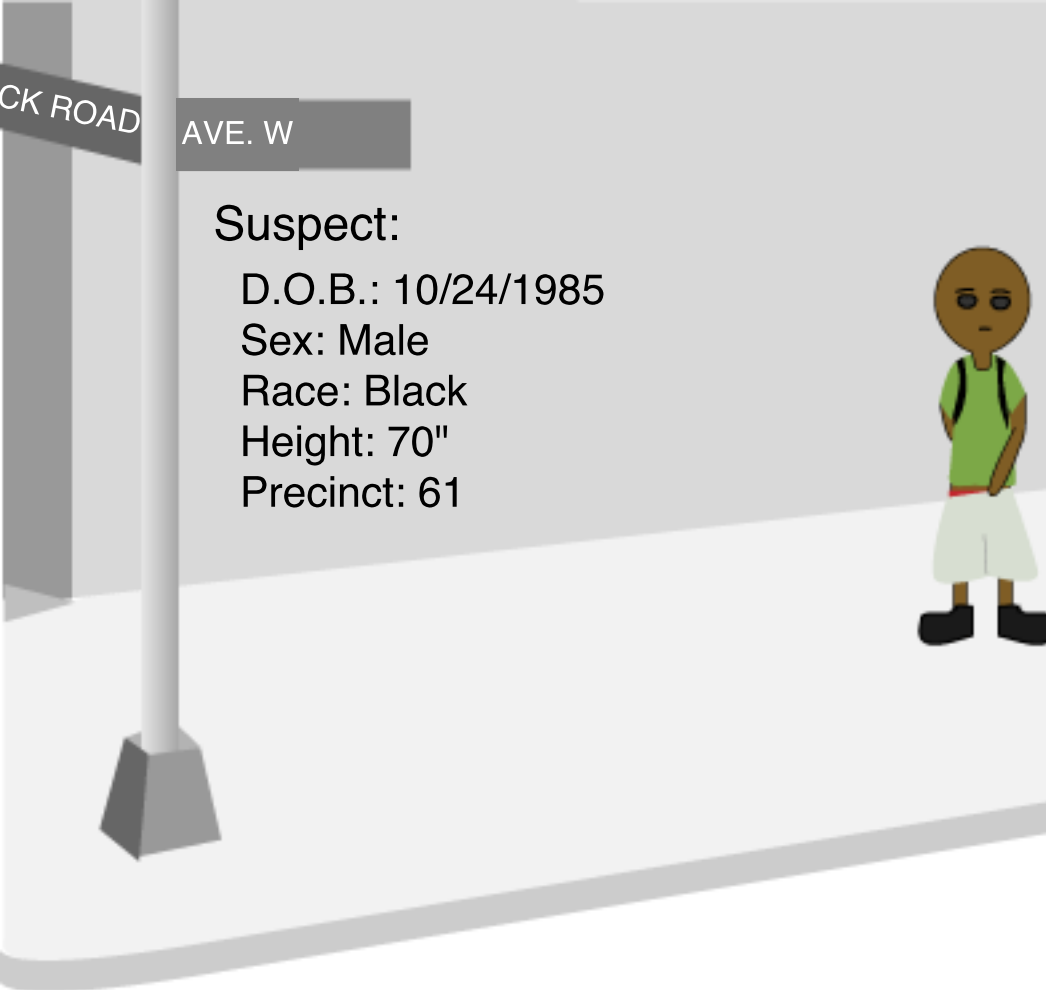 CK ROAD
AVE. W
Suspect:
D.O.B.: 10/24/1985
Sex: Male
Race: Black
Height: 70"
Precinct: 61